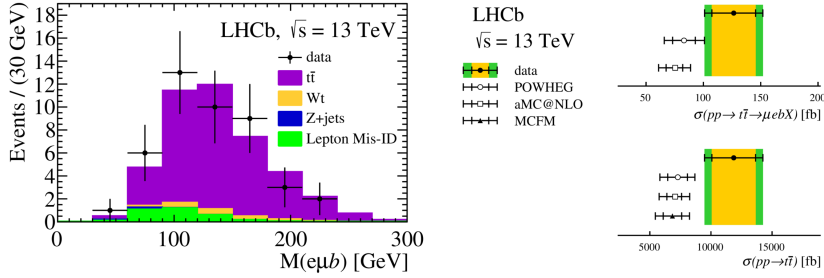 LHCb, √s = 13 TeV
data
tt̄
Wt
Z+jets
Lepton Mis-ID
Events / (30 GeV)
18
16
14
12
10
8
6
4
2
0
0 100 200 300
M(eμb) [GeV]
LHCb
√s = 13 TeV
data
POWHEG
aMC@NLO
MCFM
50 100 150 200
σ(pp→ tt̄→μebX) [fb]
5000 10000 15000
σ(pp→tt̄) [fb]